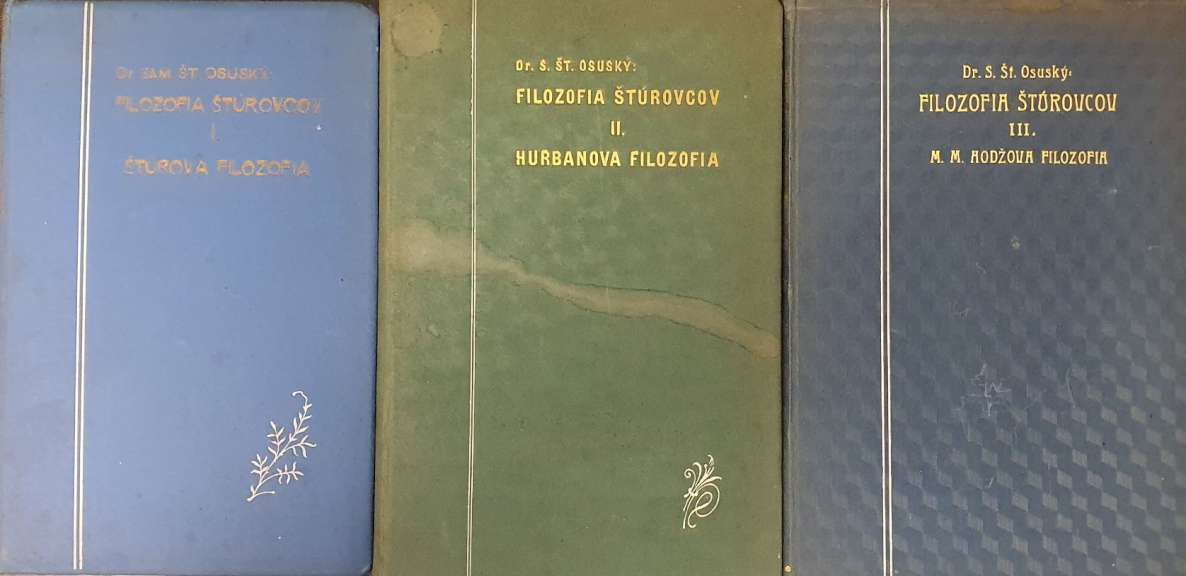 Dr. SAM ŠT. OSUSKÝ:
FILOZOFIA ŠTÚROVCOV
I.
ŠTÚROVA FILOZOFIA
Dr. S. ŠT. OSUSKÝ:
FILOZOFIA ŠTÚROVCOV
II.
HURBANOVA FILOZOFIA
Dr. S. Št. Osuský:
FILOZOFIA ŠTÚROVCOV
III.
M. M. HODŽOVA FILOZOFIA